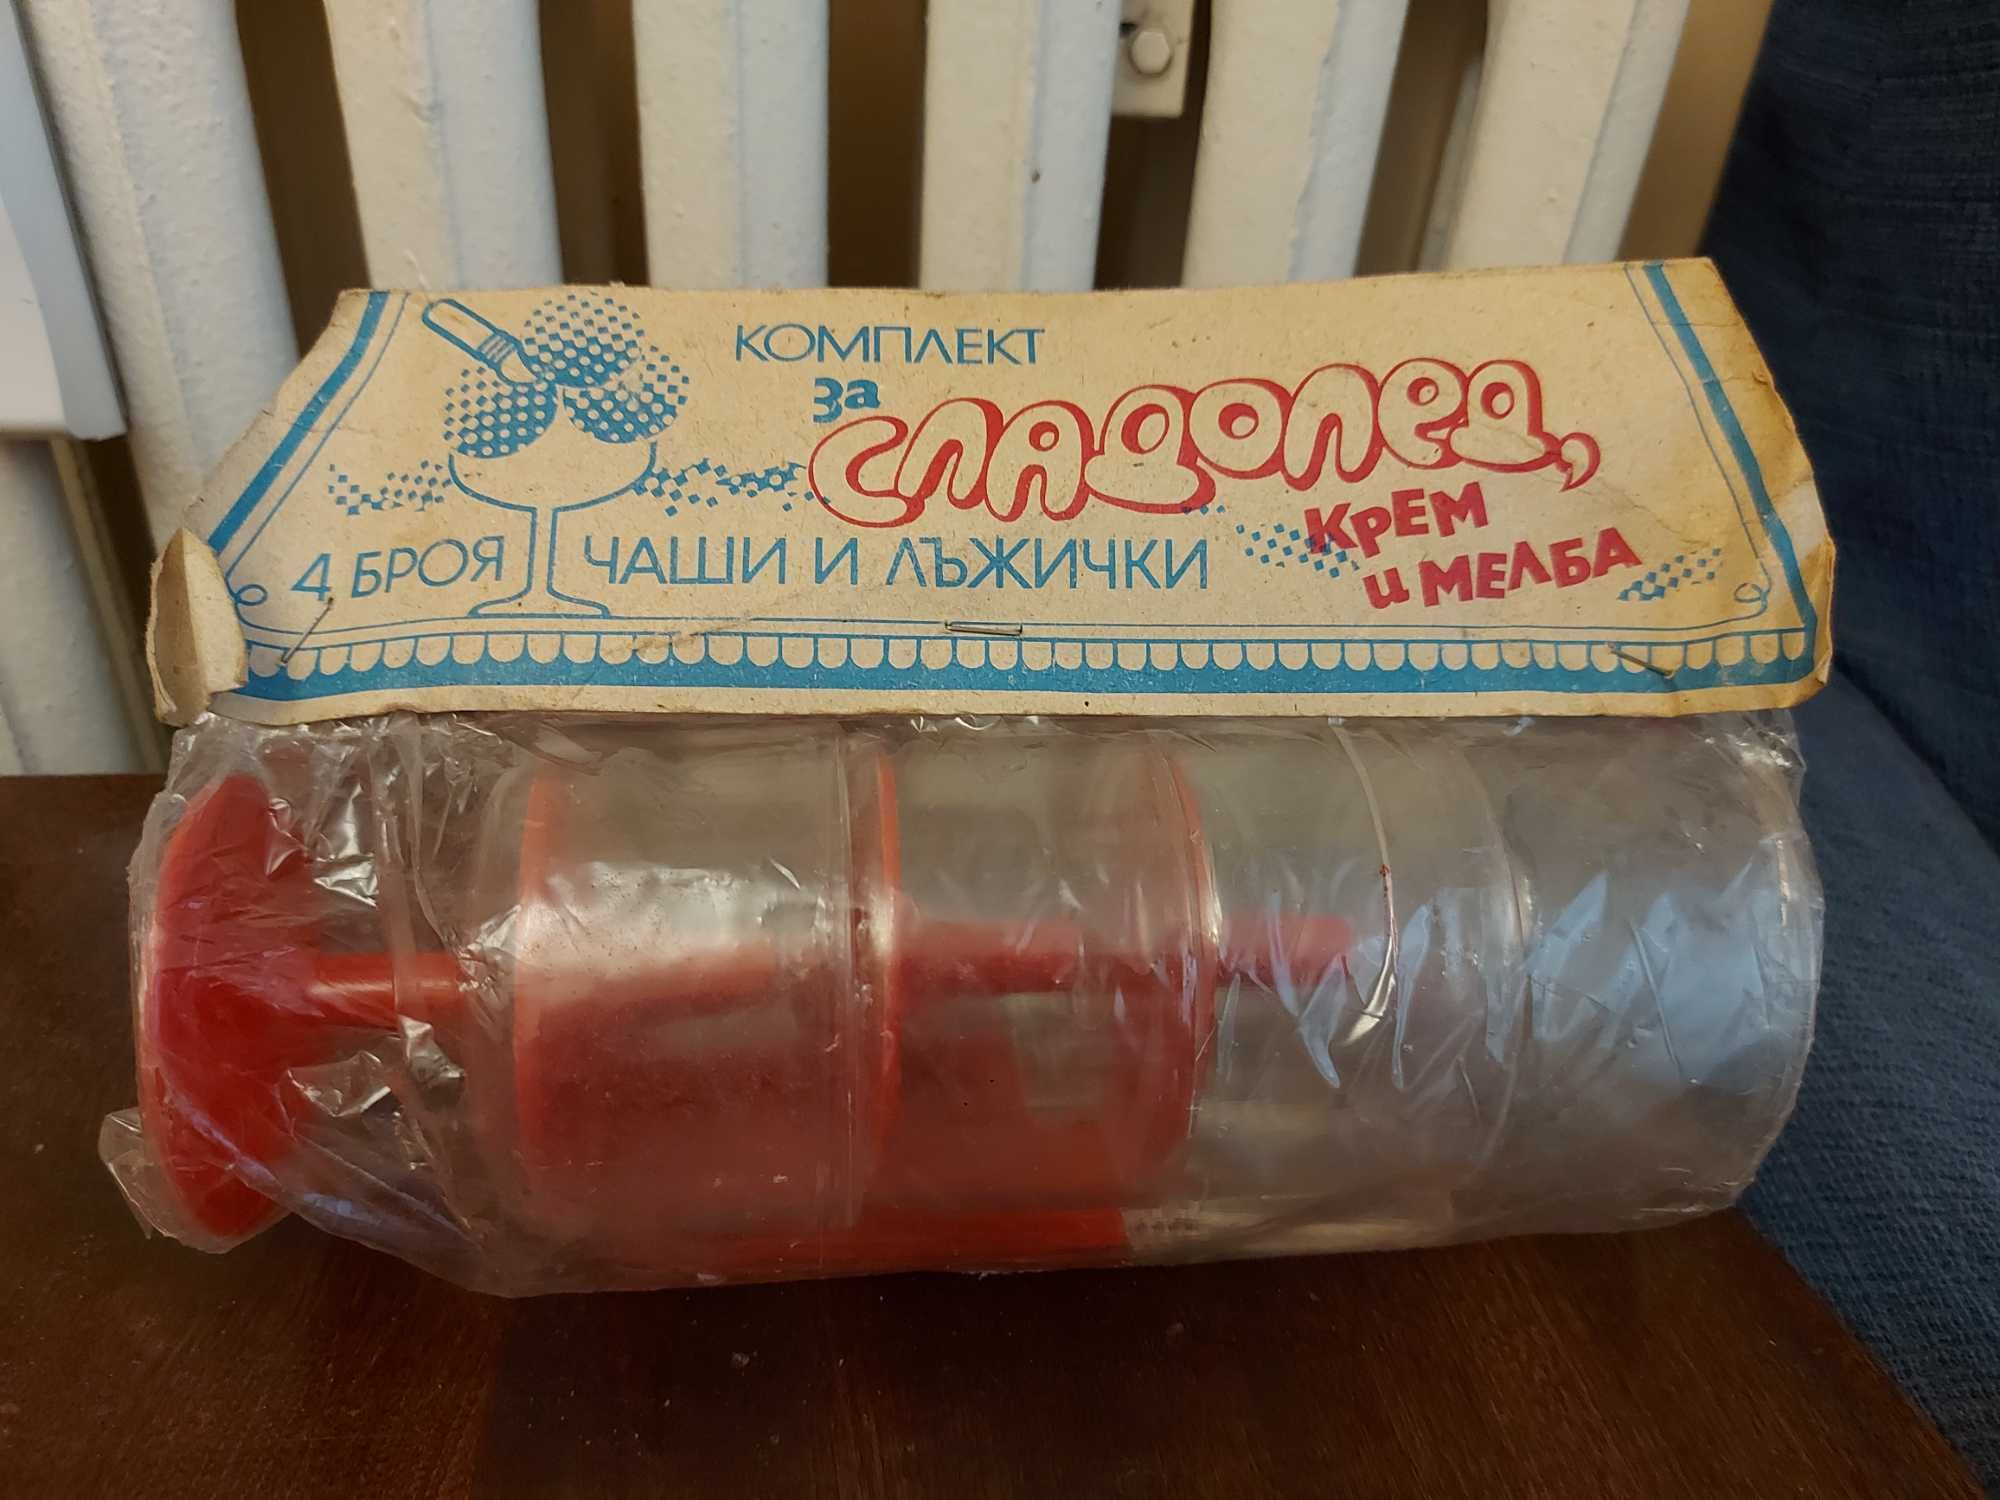 КОМПЛЕКТ
за
сладолед,
крем
и мелба
4 БРОЯ ЧАШИ И ЛЪЖИЧКИ